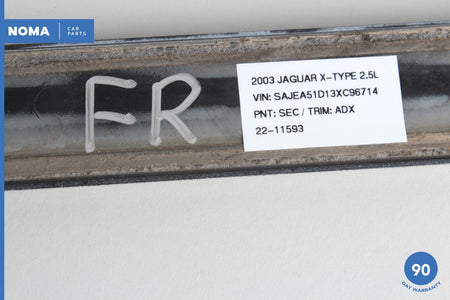 NOMA CAR
PARTS
FR
2003 JAGUAR X-TYPE 2.5L
VIN: SAJEA51D13XC96714
PNT: SEC / TRIM: ADX
22-11593
90
DAY WARRANTY